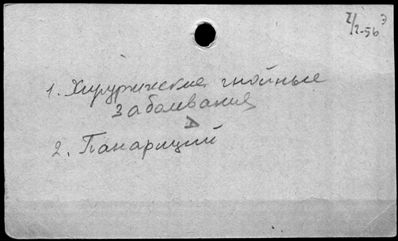 1. Хирургические гнойные
заболевания
2. Панариций